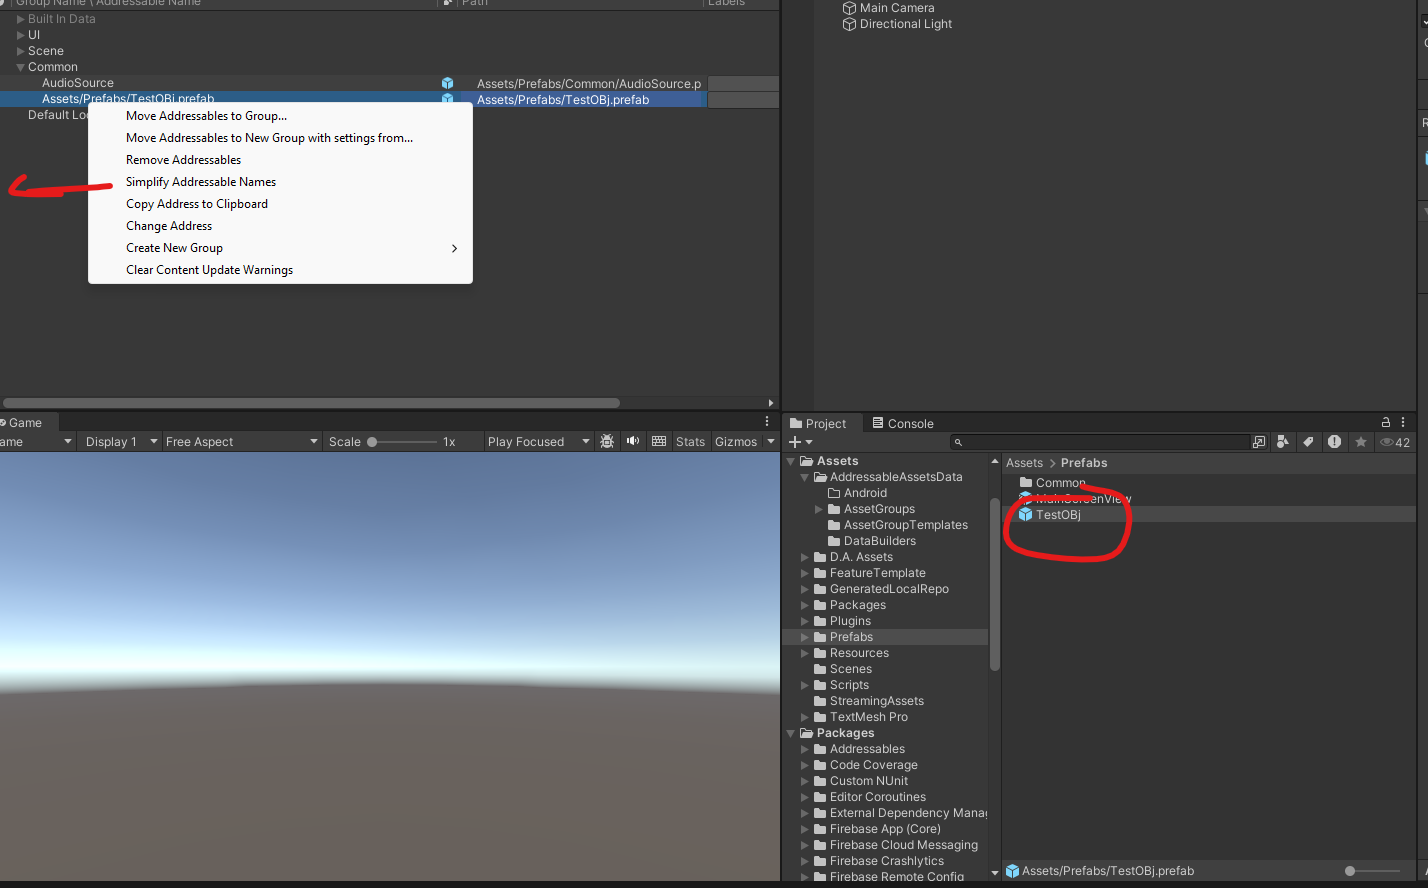 Group Name \ Addressable Name
Path
Labels
Built In Data
UI
Scene
Common
AudioSource
Assets/Prefabs/Common/AudioSource.p
Assets/Prefabs/TestOBj.prefab
Assets/Prefabs/TestOBj.prefab
Default Loc
Move Addressables to Group...
Move Addressables to New Group with settings from...
Remove Addressables
Simplify Addressable Names
Copy Address to Clipboard
Change Address
Create New Group
Clear Content Update Warnings
Main Camera
Directional Light
Game
ame
Display 1
Free Aspect
Scale
1x
Play Focused
Stats
Gizmos
Project
Console
42
Assets
AddressableAssetsData
Android
AssetGroups
AssetGroupTemplates
DataBuilders
D.A. Assets
FeatureTemplate
GeneratedLocalRepo
Packages
Plugins
Prefabs
Resources
Scenes
Scripts
StreamingAssets
TextMesh Pro
Packages
Addressables
Code Coverage
Custom NUnit
Editor Coroutines
External Dependency Manag
Firebase App (Core)
Firebase Cloud Messaging
Firebase Crashlytics
Firebase Remote Config
Assets > Prefabs
Common
MainScreenView
TestOBj
Assets/Prefabs/TestOBj.prefab